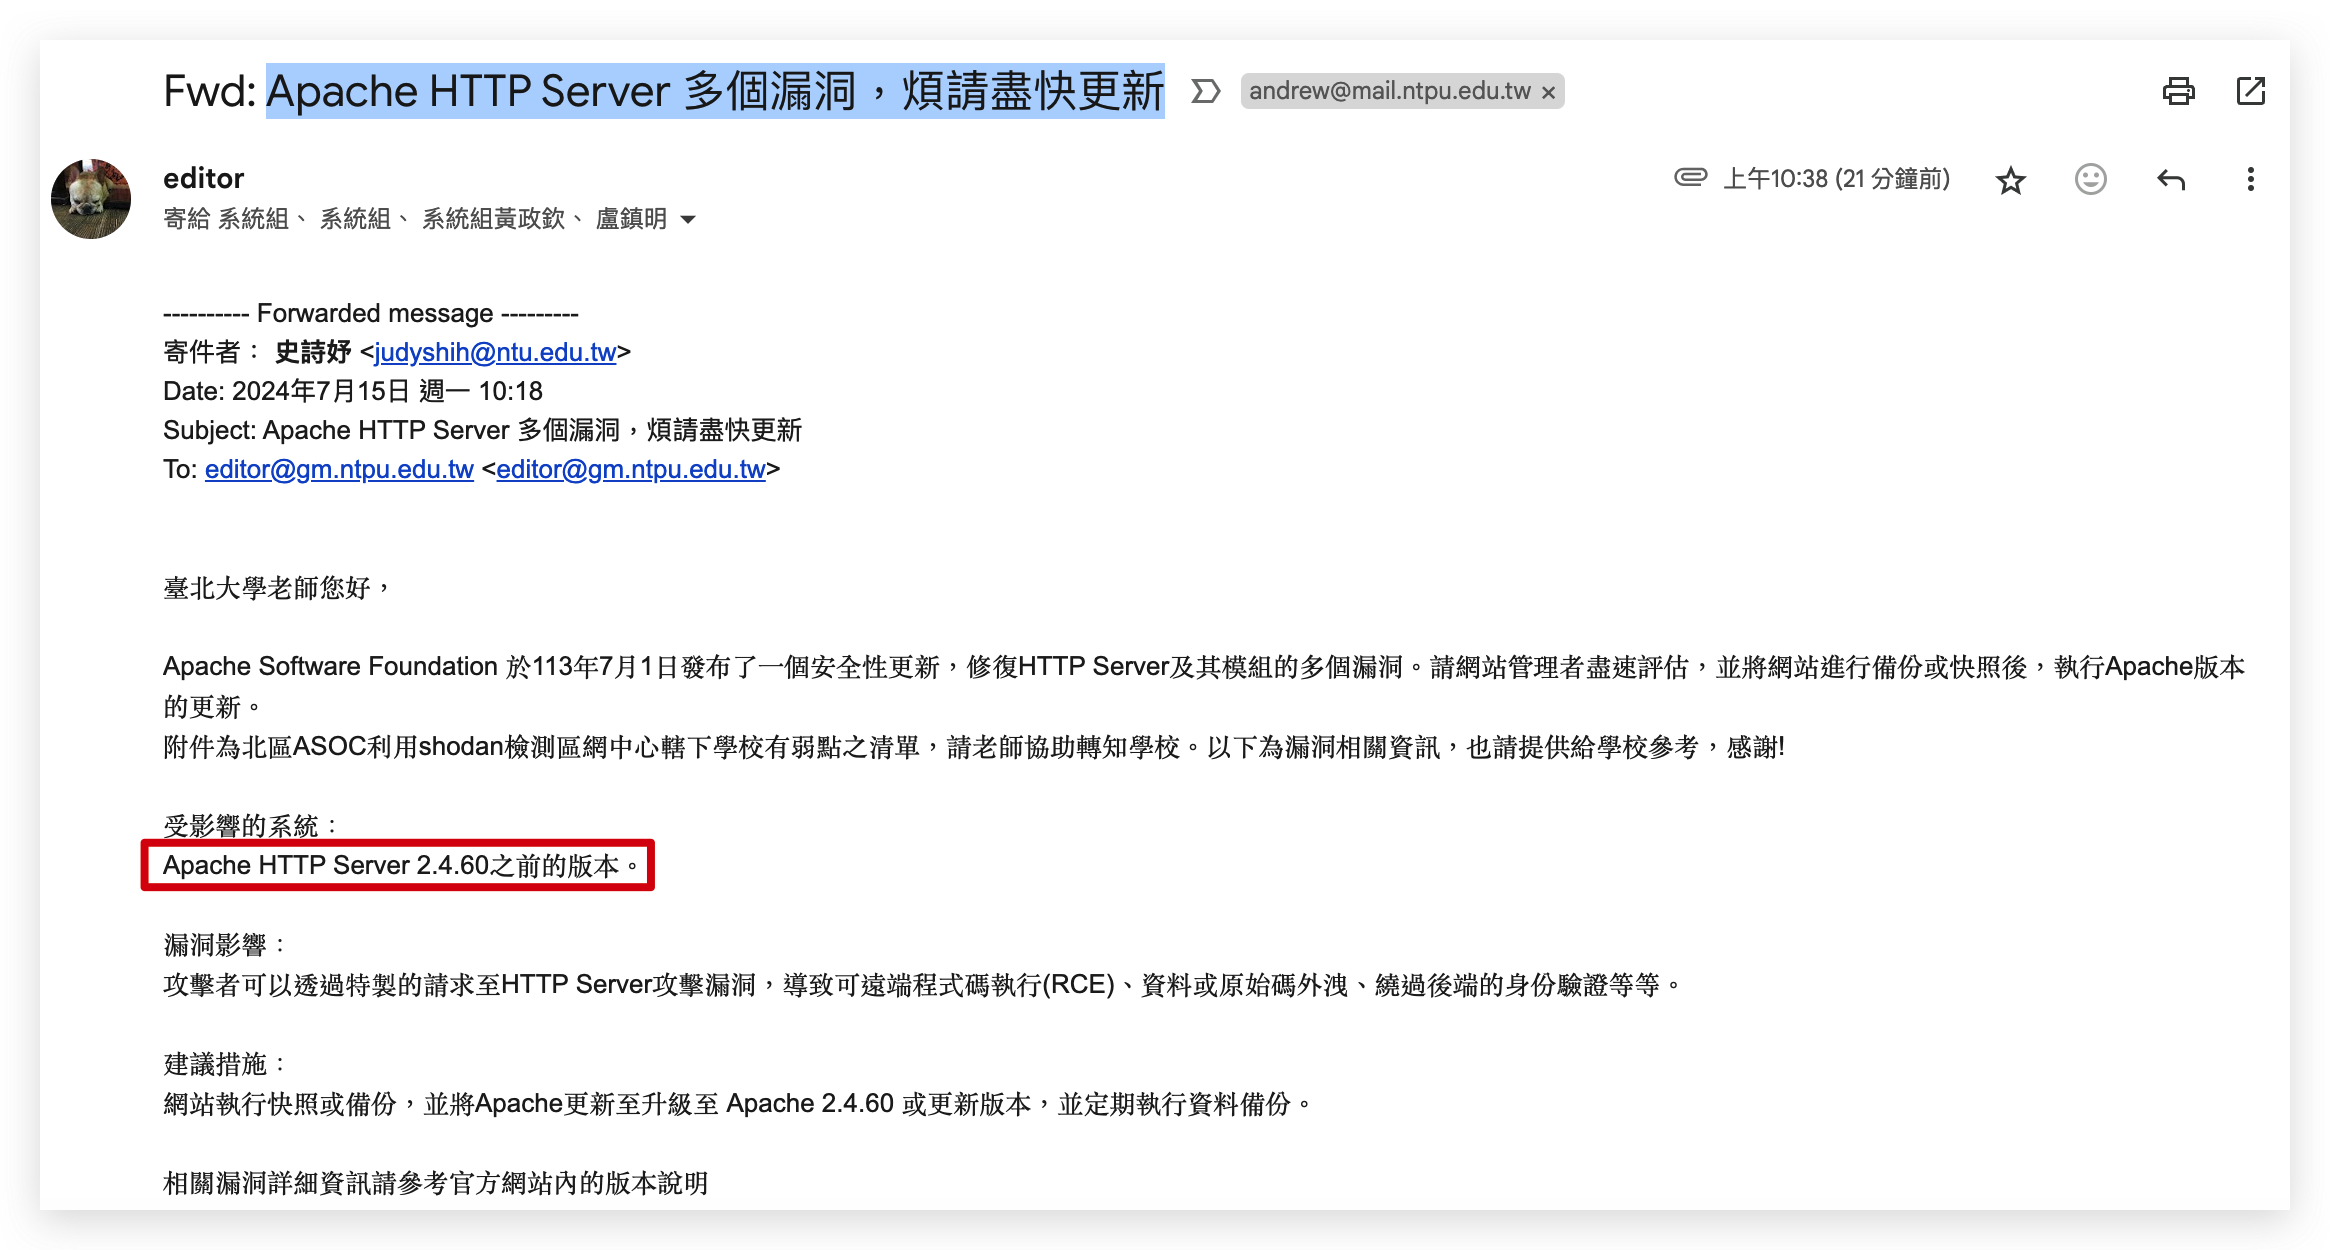 Fwd: Apache HTTP Server 多個漏洞，煩請盡快更新 andrew@mail.ntpu.edu.tw ×
editor
上午10:38 (21 分鐘前)
寄給 系統組、 系統組、 系統組黃政欽、 盧鎮明
---------- Forwarded message ---------
寄件者： 史詩妤 <judyshih@ntu.edu.tw>
Date: 2024年7月15日 週一 10:18
Subject: Apache HTTP Server 多個漏洞，煩請盡快更新
To: editor@gm.ntpu.edu.tw <editor@gm.ntpu.edu.tw>
臺北大學老師您好，
Apache Software Foundation 於113年7月1日發布了一個安全性更新，修復HTTP Server及其模組的多個漏洞。請網站管理者盡速評估，並將網站進行備份或快照後，執行Apache版本
的更新。
附件為北區ASOC利用shodan檢測區網中心轄下學校有弱點之清單，請老師協助轉知學校。以下為漏洞相關資訊，也請提供給學校參考，感謝!
受影響的系統：
Apache HTTP Server 2.4.60之前的版本。
漏洞影響：
攻擊者可以透過特製的請求至HTTP Server攻擊漏洞，導致可遠端程式碼執行(RCE)、資料或原始碼外洩、繞過後端的身份驗證等等。
建議措施：
網站執行快照或備份，並將Apache更新至升級至 Apache 2.4.60 或更新版本，並定期執行資料備份。
相關漏洞詳細資訊請參考官方網站內的版本說明